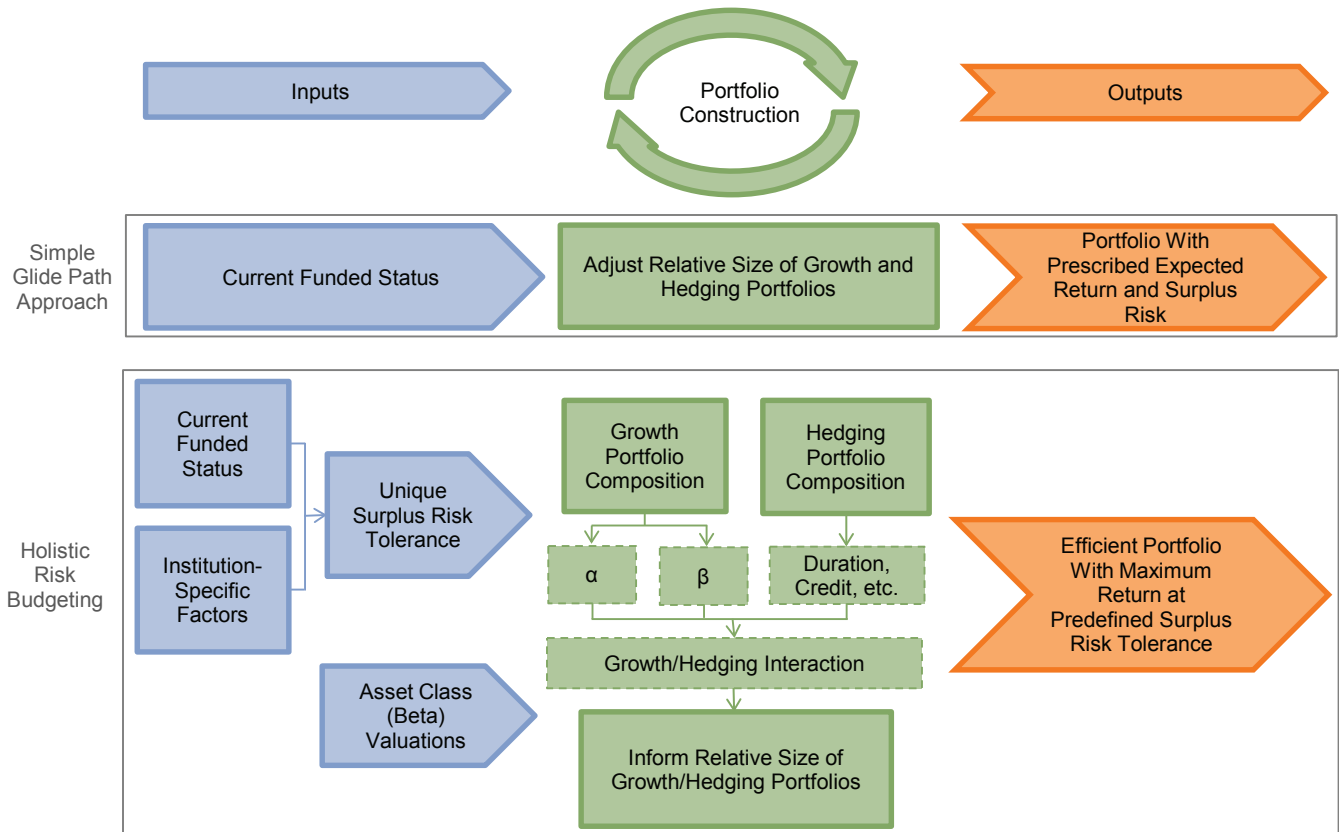 Inputs
Portfolio
Construction
Outputs
Simple
Glide Path
Approach
Current Funded Status
Adjust Relative Size of Growth and
Hedging Portfolios
Portfolio With
Prescribed Expected
Return and Surplus
Risk
Holistic
Risk
Budgeting
Current
Funded
Status
Institution-
Specific
Factors
Unique
Surplus Risk
Tolerance
Asset Class
(Beta)
Valuations
Growth
Portfolio
Composition
Hedging
Portfolio
Composition
α
β
Duration,
Credit, etc.
Growth/Hedging Interaction
Inform Relative Size of
Growth/Hedging Portfolios
Efficient Portfolio
With Maximum
Return at
Predefined Surplus
Risk Tolerance